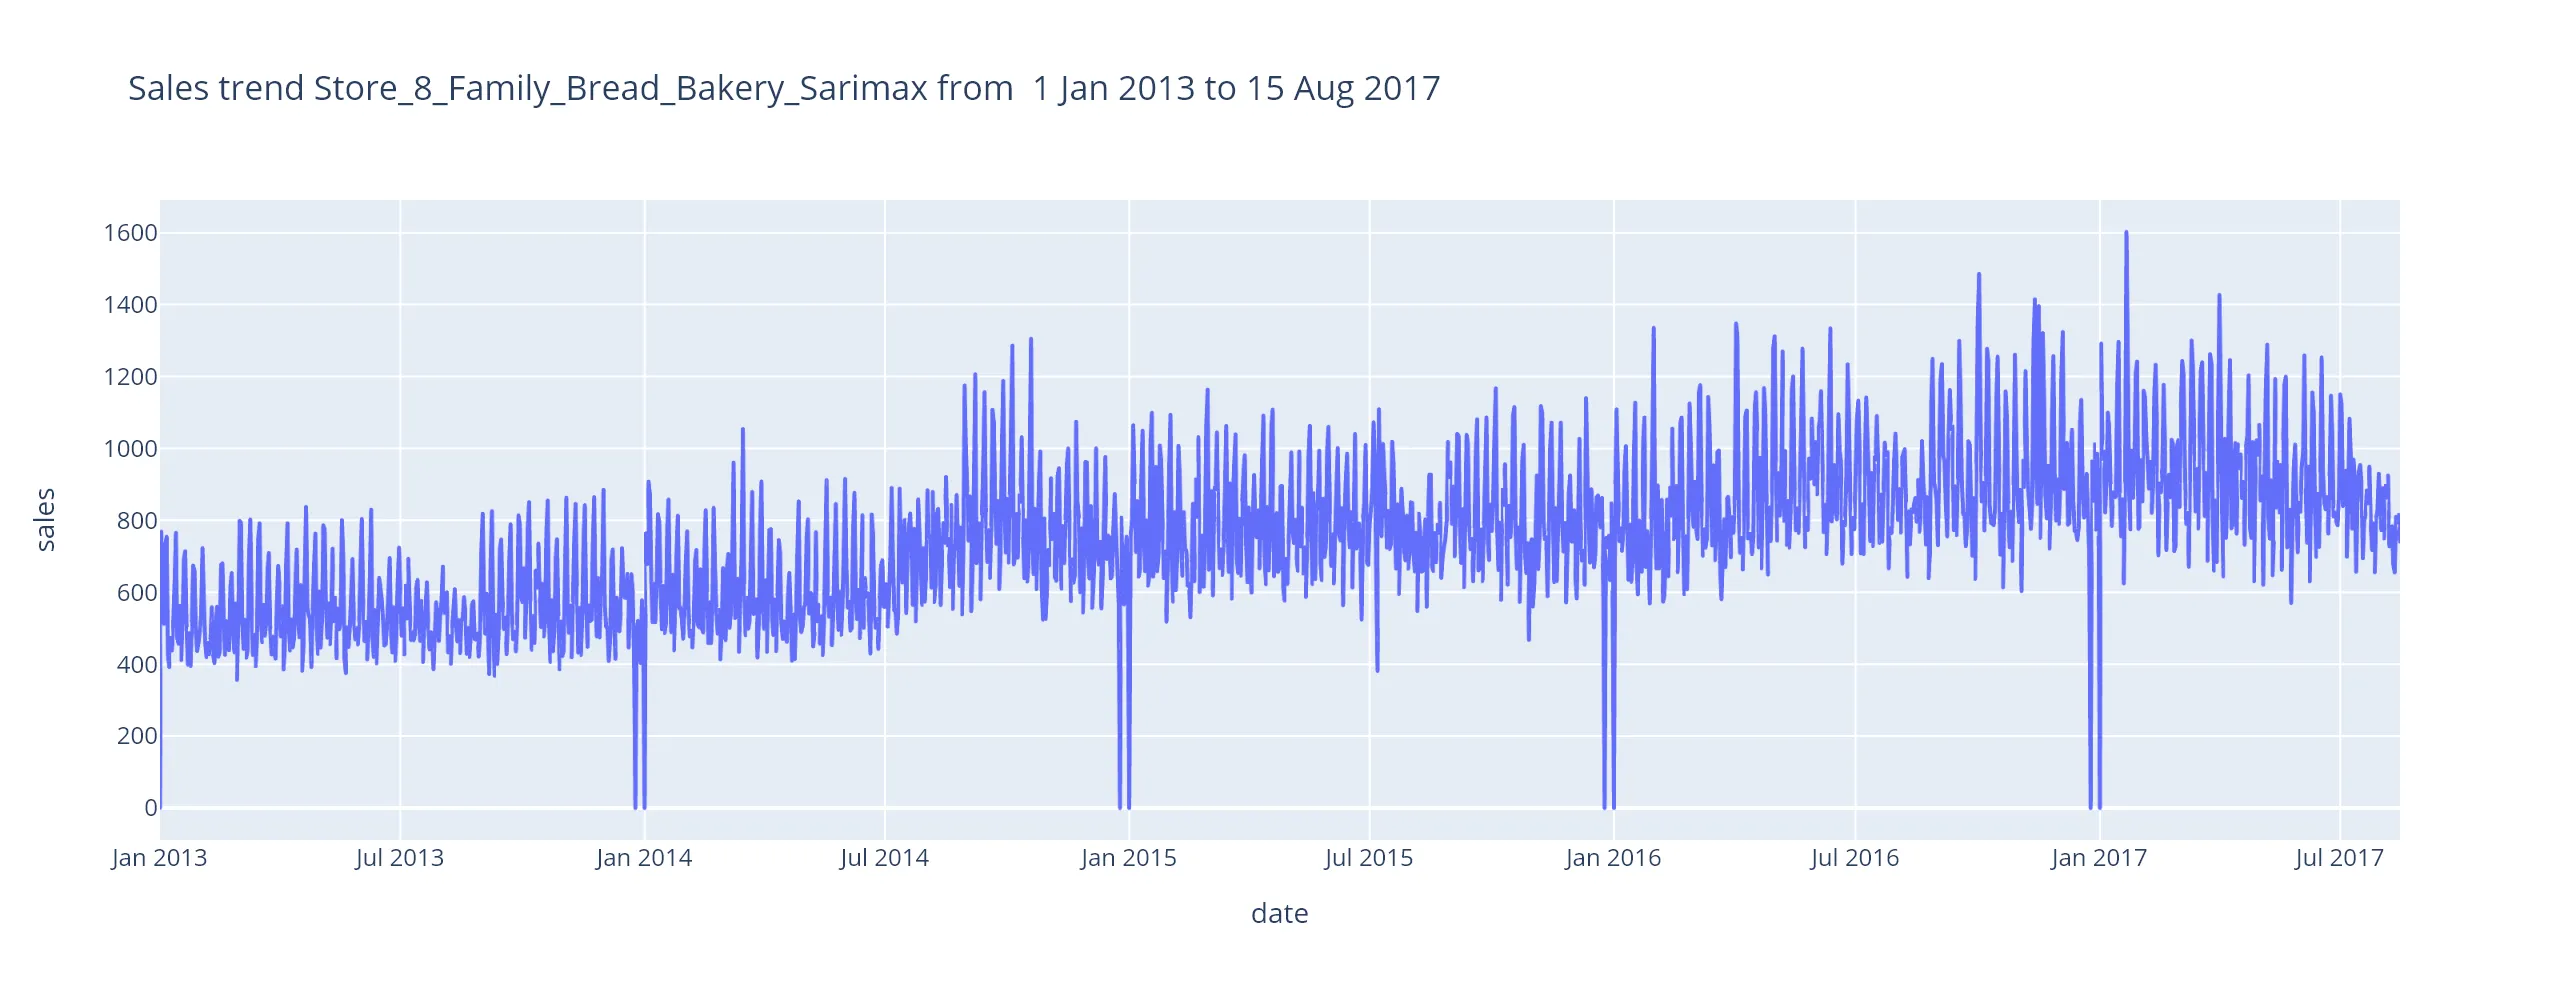 Sales trend Store_8_Family_Bread_Bakery_Sarimax from  1 Jan 2013 to 15 Aug 2017
1600
1400
1200
1000
800
600
400
200
0
sales
Jan 2013 Jul 2013 Jan 2014 Jul 2014 Jan 2015 Jul 2015 Jan 2016 Jul 2016 Jan 2017 Jul 2017
date